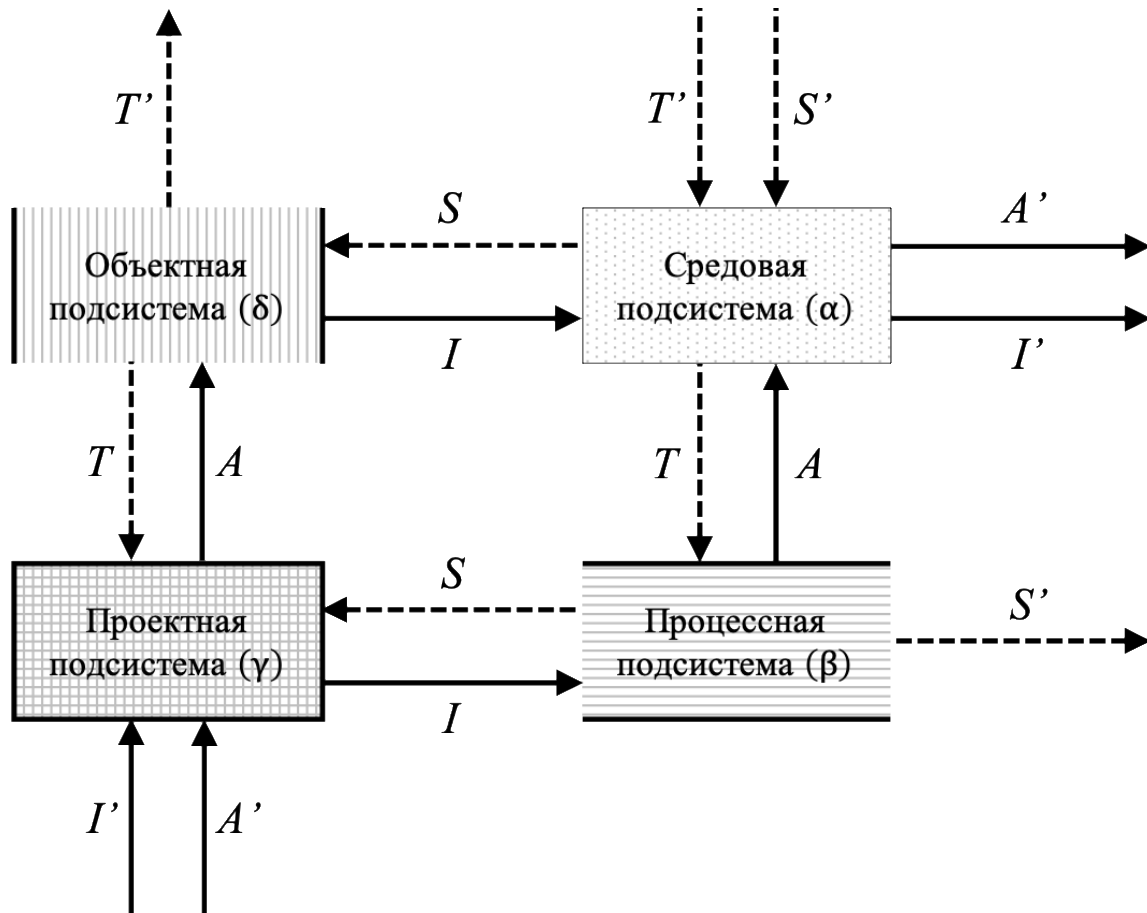 T’
T’
S’
S
A’
Объектная
подсистема (δ)
Средовая
подсистема (α)
I
I’
T
A
T
A
S
Проектная
подсистема (γ)
Процессная
подсистема (β)
S’
I
I’
A’